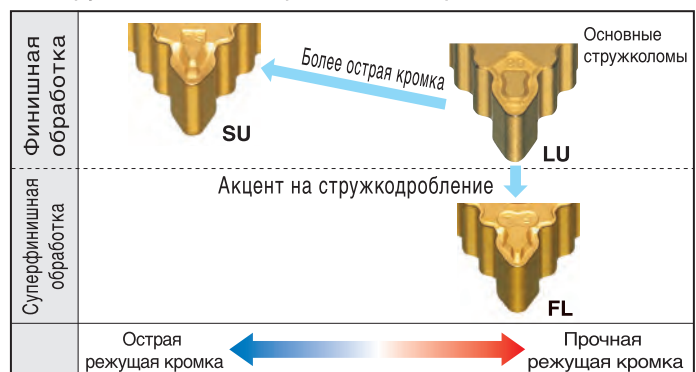 Финишная
обработка
SU
Более острая кромка
LU
Основные
стружколомы
Суперфинишная
обработка
Акцент на стружкодробление
FL
Острая
режущая кромка
Прочная
режущая кромка